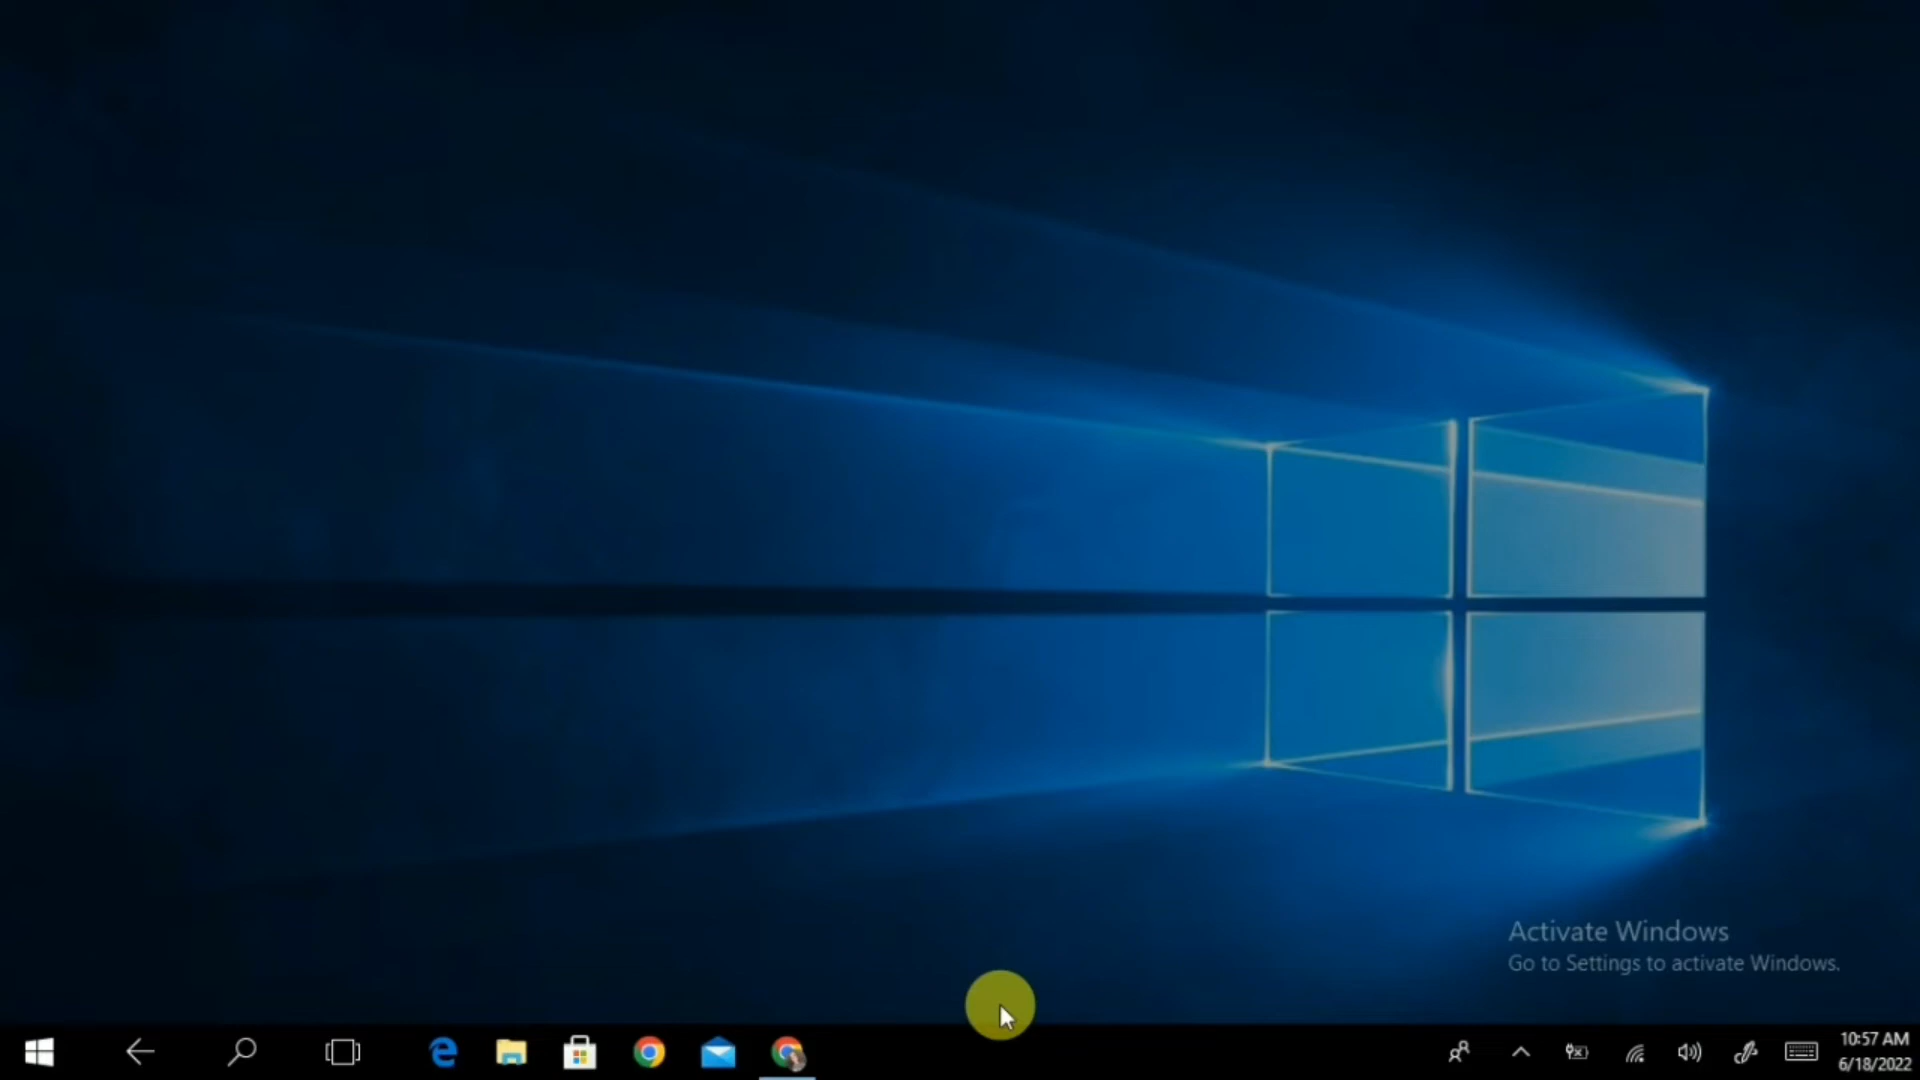 Activate Windows
Go to Settings to activate Windows.
10:57 AM
6/18/2022